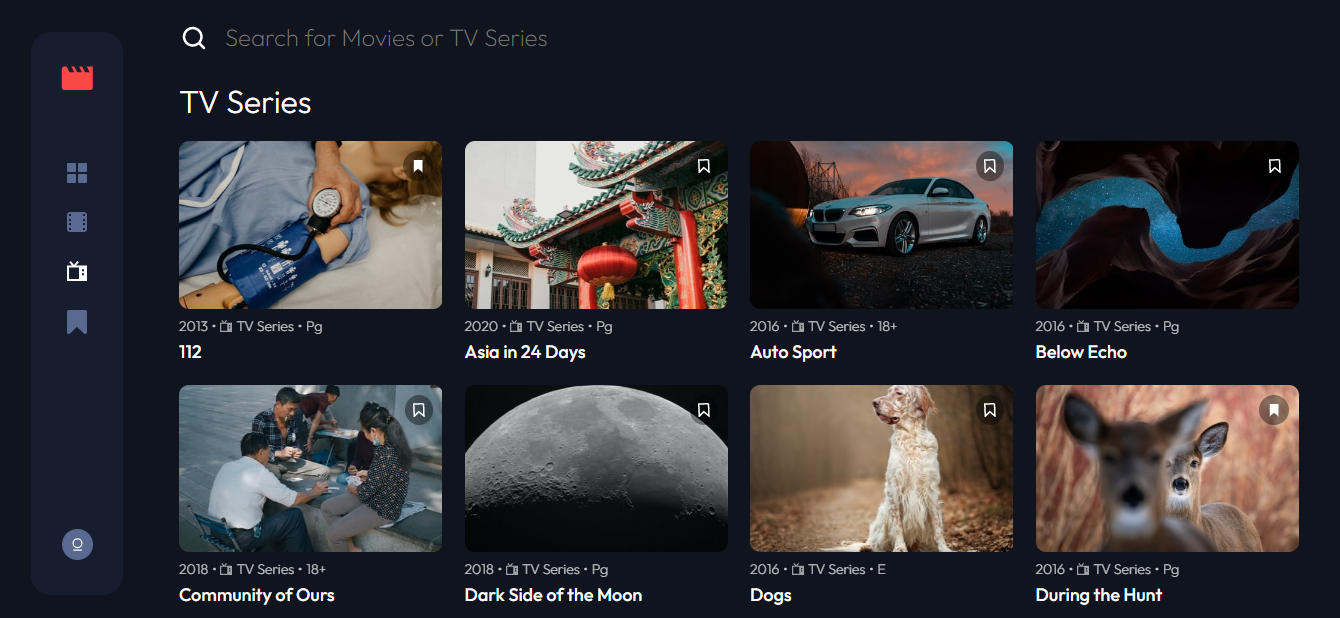 Search for Movies or TV Series
TV Series
2013 • TV Series • Pg
112
2020 • TV Series • Pg
Asia in 24 Days
2016 • TV Series • 18+
Auto Sport
2016 • TV Series • Pg
Below Echo
2018 • TV Series • 18+
Community of Ours
2018 • TV Series • Pg
Dark Side of the Moon
2016 • TV Series • E
Dogs
2016 • TV Series • Pg
During the Hunt